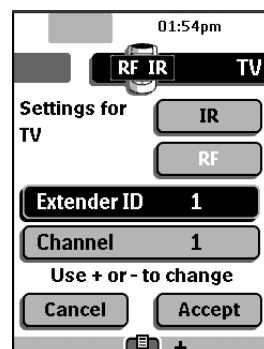 01:54pm
RF IR TV
Settings for
TV
IR
RF
Extender ID 1
Channel 1
Use + or - to change
Cancel Accept
+